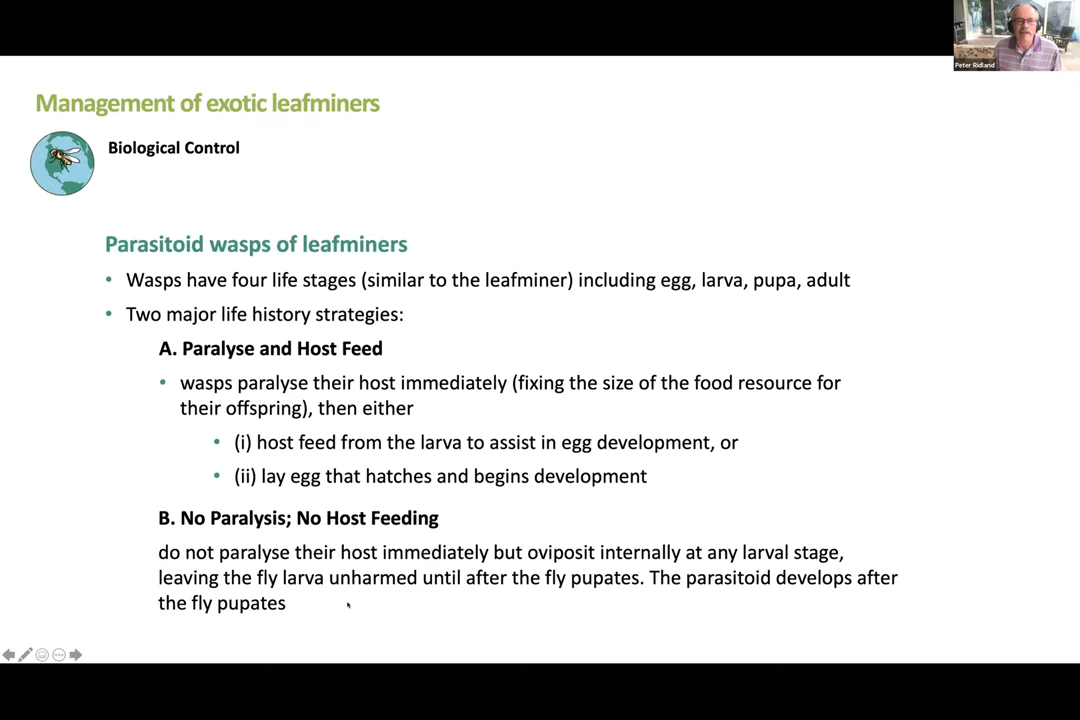 Peter Ridland
Management of exotic leafminers
Biological Control
Parasitoid wasps of leafminers
• Wasps have four life stages (similar to the leafminer) including egg, larva, pupa, adult
• Two major life history strategies:
A. Paralyse and Host Feed
• wasps paralyse their host immediately (fixing the size of the food resource for
their offspring), then either
• (i) host feed from the larva to assist in egg development, or
• (ii) lay egg that hatches and begins development
B. No Paralysis; No Host Feeding
do not paralyse their host immediately but oviposit internally at any larval stage,
leaving the fly larva unharmed until after the fly pupates. The parasitoid develops after
the fly pupates